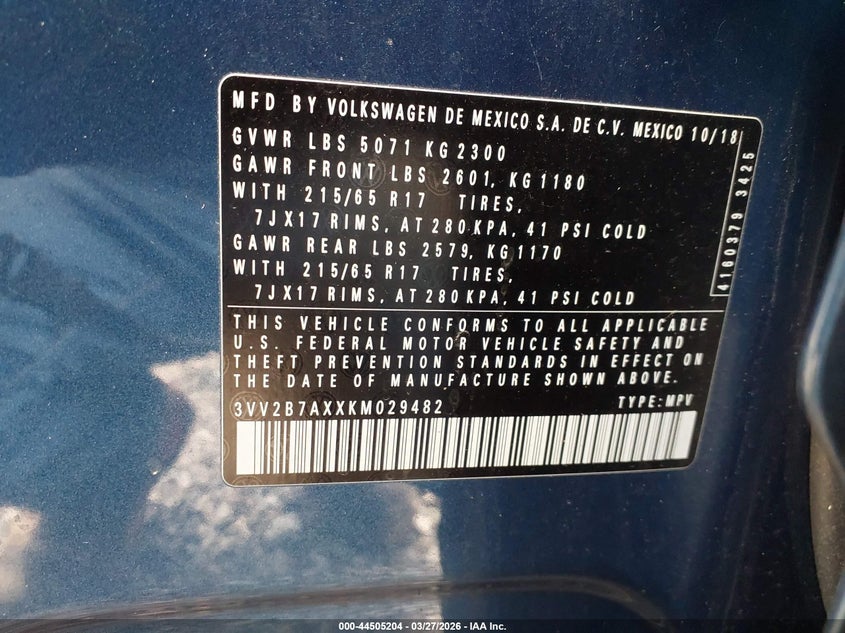 MFD BY VOLKSWAGEN DE MEXICO S.A. DE C.V. MEXICO 10/18
GVWR LBS 5071 KG 2300
GAWR FRONT LBS 2601, KG 1180
WITH 215/65 R17 TIRES,
7JX17 RIMS, AT 280 KPA, 41 PSI COLD
GAWR REAR LBS 2579, KG 1170
WITH 215/65 R17 TIRES,
7JX17 RIMS, AT 280 KPA, 41 PSI COLD
4160379 3425
THIS VEHICLE CONFORMS TO ALL APPLICABLE
U.S. FEDERAL MOTOR VEHICLE SAFETY AND
THEFT PREVENTION STANDARDS IN EFFECT ON
THE DATE OF MANUFACTURE SHOWN ABOVE.
3VV2B7AXXKM029482 TYPE: MPV
000-44505204 - 03/27/2026 - IAA Inc.